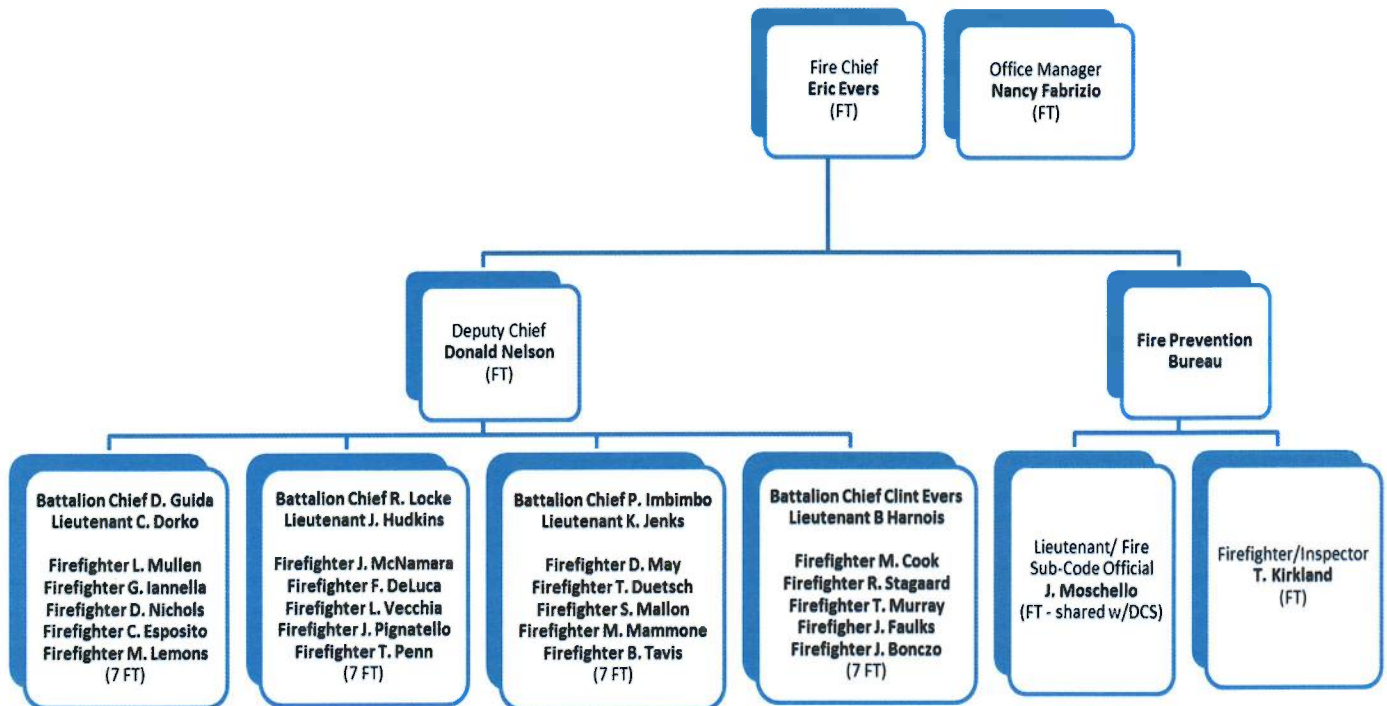 Fire Chief
Eric Evers
(FT)
Office Manager
Nancy Fabrizio
(FT)
Deputy Chief
Donald Nelson
(FT)
Fire Prevention
Bureau
Battalion Chief D. Guida
Lieutenant C. Dorko
Firefighter L. Mullen
Firefighter G. Iannella
Firefighter D. Nichols
Firefighter C. Esposito
Firefighter M. Lemons
(7 FT)
Battalion Chief R. Locke
Lieutenant J. Hudkins
Firefighter J. McNamara
Firefighter F. DeLuca
Firefighter L. Vecchia
Firefighter J. Pignatello
Firefighter T. Penn
(7 FT)
Battalion Chief P. Imbimbo
Lieutenant K. Jenks
Firefighter D. May
Firefighter T. Duetsch
Firefighter S. Mallon
Firefighter M. Mammone
Firefighter B. Tavis
(7 FT)
Battalion Chief Clint Evers
Lieutenant B Harnois
Firefighter M. Cook
Firefighter R. Stagaard
Firefighter T. Murray
Firefigher J. Faulks
Firefighter J. Bonczo
(7 FT)
Lieutenant/ Fire
Sub-Code Official
J. Moschello
(FT - shared w/DCS)
Firefighter/Inspector
T. Kirkland
(FT)